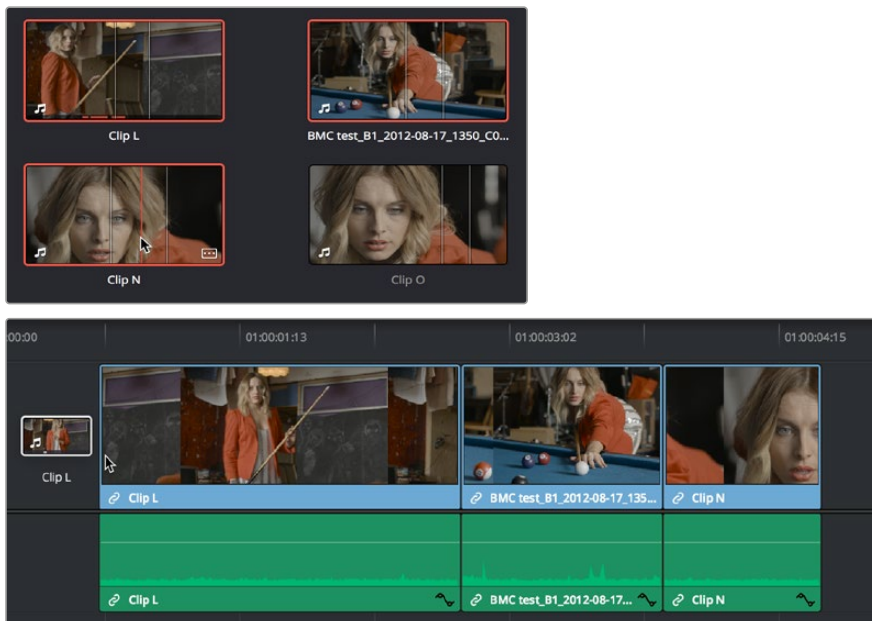 Clip L
BMC test_B1_2012-08-17_1350_C0...
Clip N
Clip O
:00:00
01:00:01:13
01:00:03:02
01:00:04:15
Clip L
Clip L
BMC test_B1_2012-08-17_135...
Clip N
Clip L
BMC test_B1_2012-08-17...
Clip N